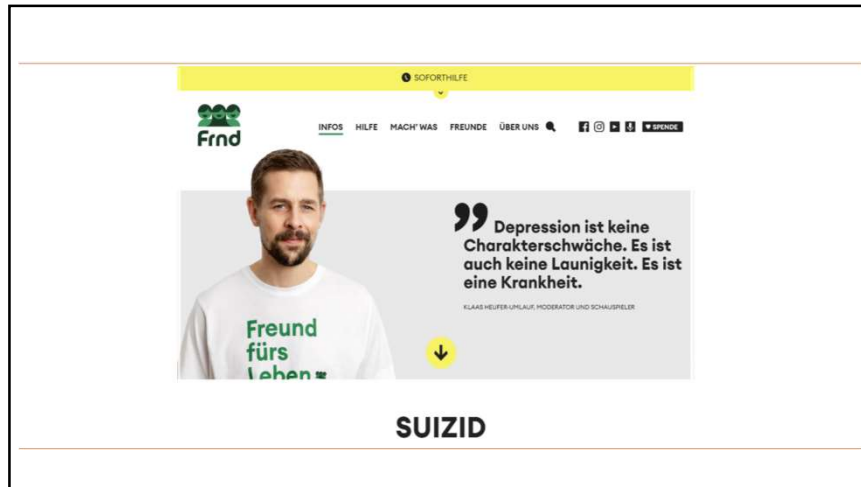 SOFORTHILFE
Frnd
INFOS HILFE MACH' WAS FREUNDE ÜBER UNS SPENDE
Depression ist keine
Charakterschwäche. Es ist
auch keine Launigkeit. Es ist
eine Krankheit.
KLAAS HEUFER-UMLAUF, MODERATOR UND SCHAUSPIELER
Freund
fürs
Leben
SUIZID